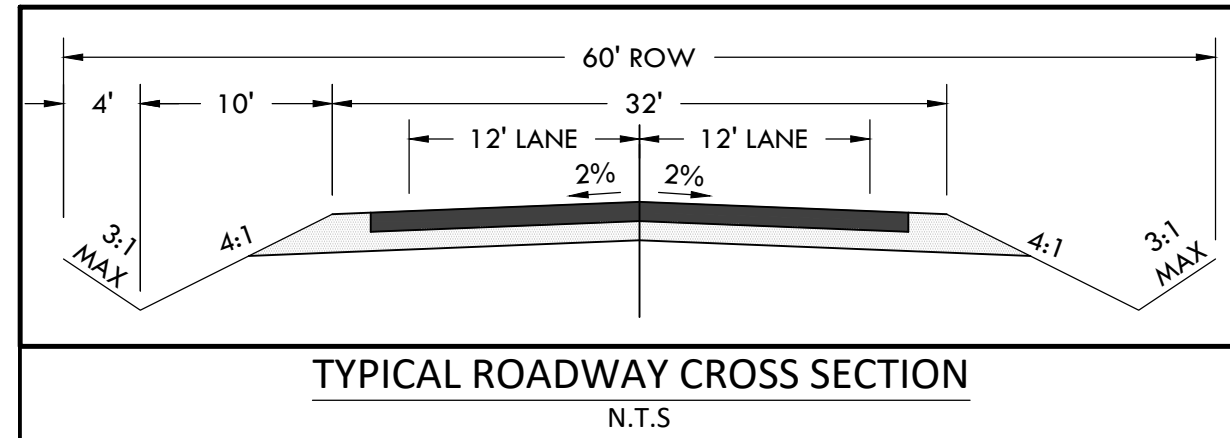 60' ROW
4' 10' 32'
12' LANE 12' LANE
2% 2%
3:1
MAX
4:1
4:1
3:1
MAX
TYPICAL ROADWAY CROSS SECTION
N.T.S